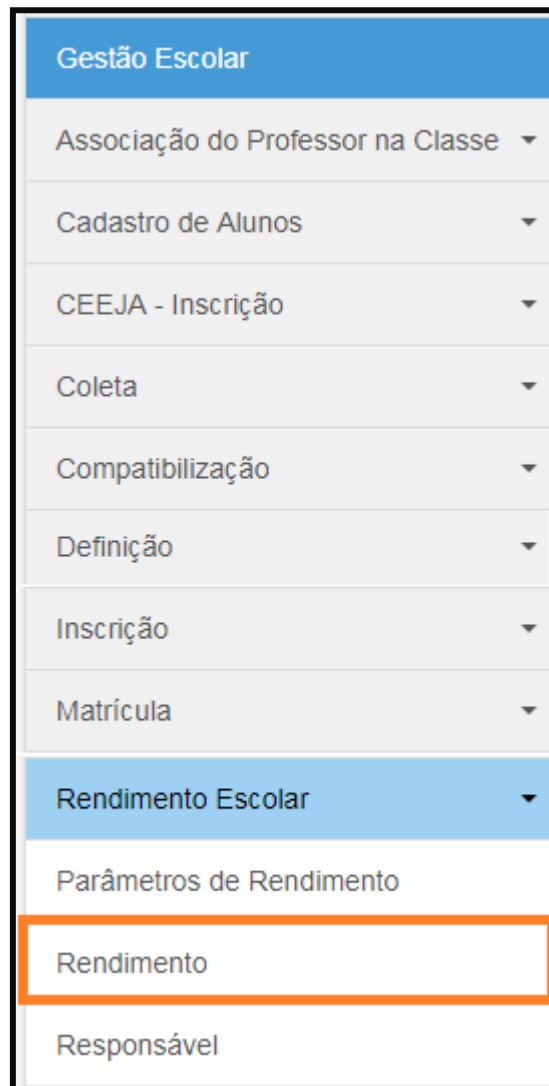 Gestão Escolar
Associação do Professor na Classe
Cadastro de Alunos
CEEJA - Inscrição
Coleta
Compatibilização
Definição
Inscrição
Matrícula
Rendimento Escolar
Parâmetros de Rendimento
Rendimento
Responsável